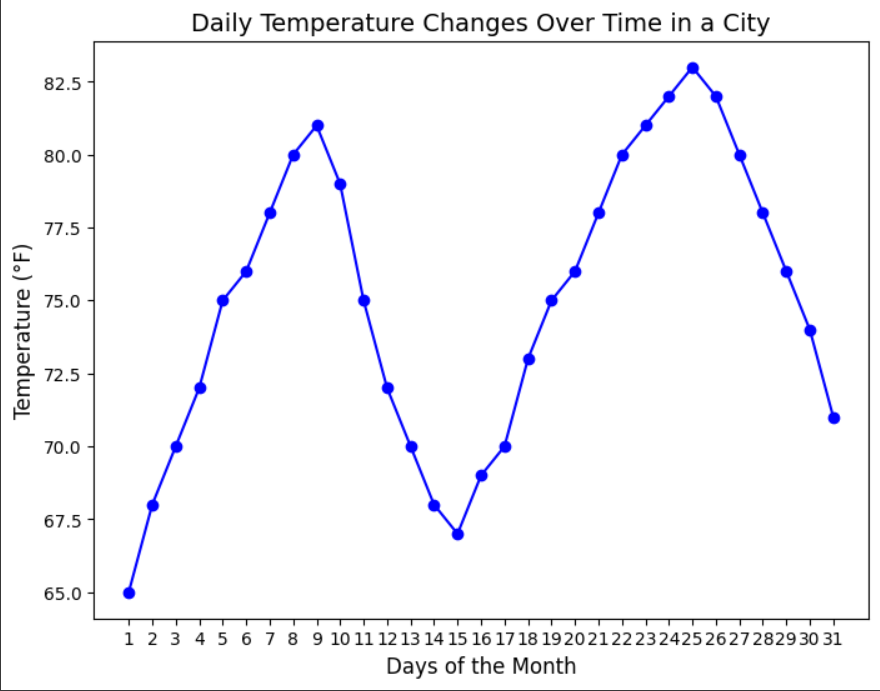 Daily Temperature Changes Over Time in a City
82.5
80.0
77.5
75.0
72.5
70.0
67.5
65.0
Temperature (°F)
1 2 3 4 5 6 7 8 9 10 11 12 13 14 15 16 17 18 19 20 21 22 23 24 25 26 27 28 29 30 31
Days of the Month